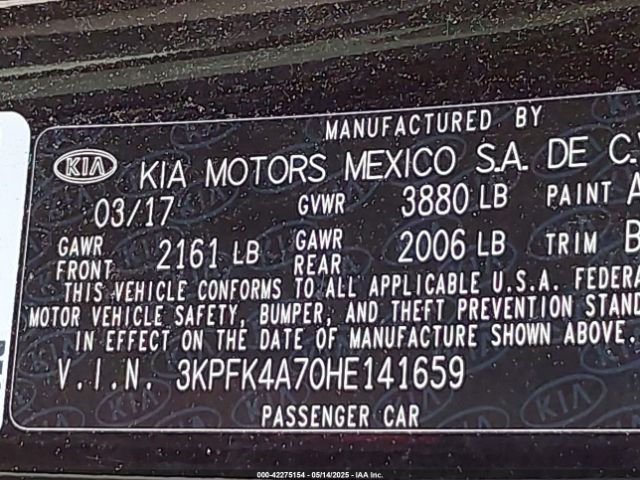 MANUFACTURED BY
KIA KIA MOTORS MEXICO S.A. DE C.
03/17 GVWR 3880 LB PAINT A
GAWR FRONT 2161 LB GAWR REAR 2006 LB TRIM B
THIS VEHICLE CONFORMS TO ALL APPLICABLE U.S.A. FEDERA
MOTOR VEHICLE SAFETY, BUMPER, AND THEFT PREVENTION STAN
IN EFFECT ON THE DATE OF MANUFACTURE SHOWN ABOVE.
V.I.N. 3KPFK4A70HE141659
PASSENGER CAR
000-42275154 - 05/14/2025 - IAA Inc.